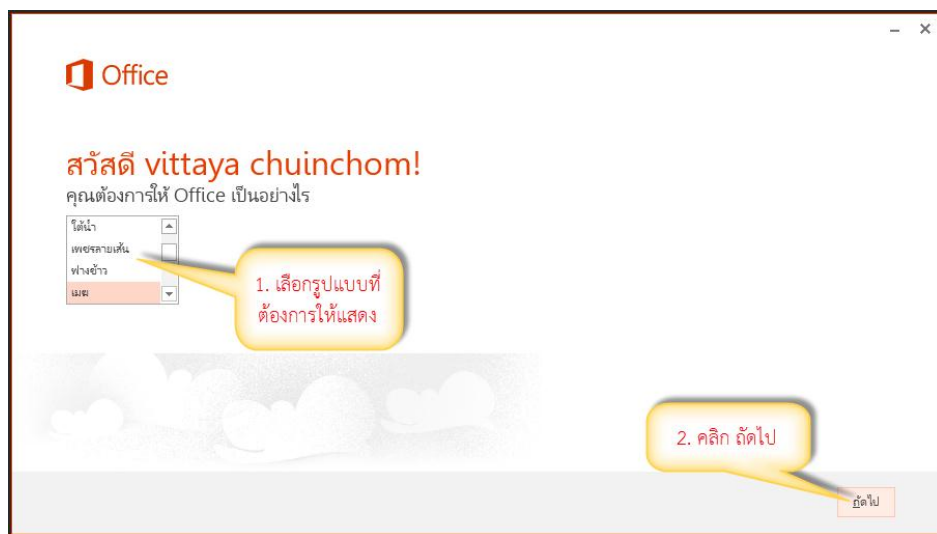 Office
สวัสดี vittaya chuinchom!
คุณต้องการให้ Office เป็นอย่างไร
ใต้น้ำ
เพชรลายเส้น
ฟางข้าว
เมฆ
1. เลือกรูปแบบที่
ต้องการให้แสดง
2. คลิก ถัดไป
ถัดไป